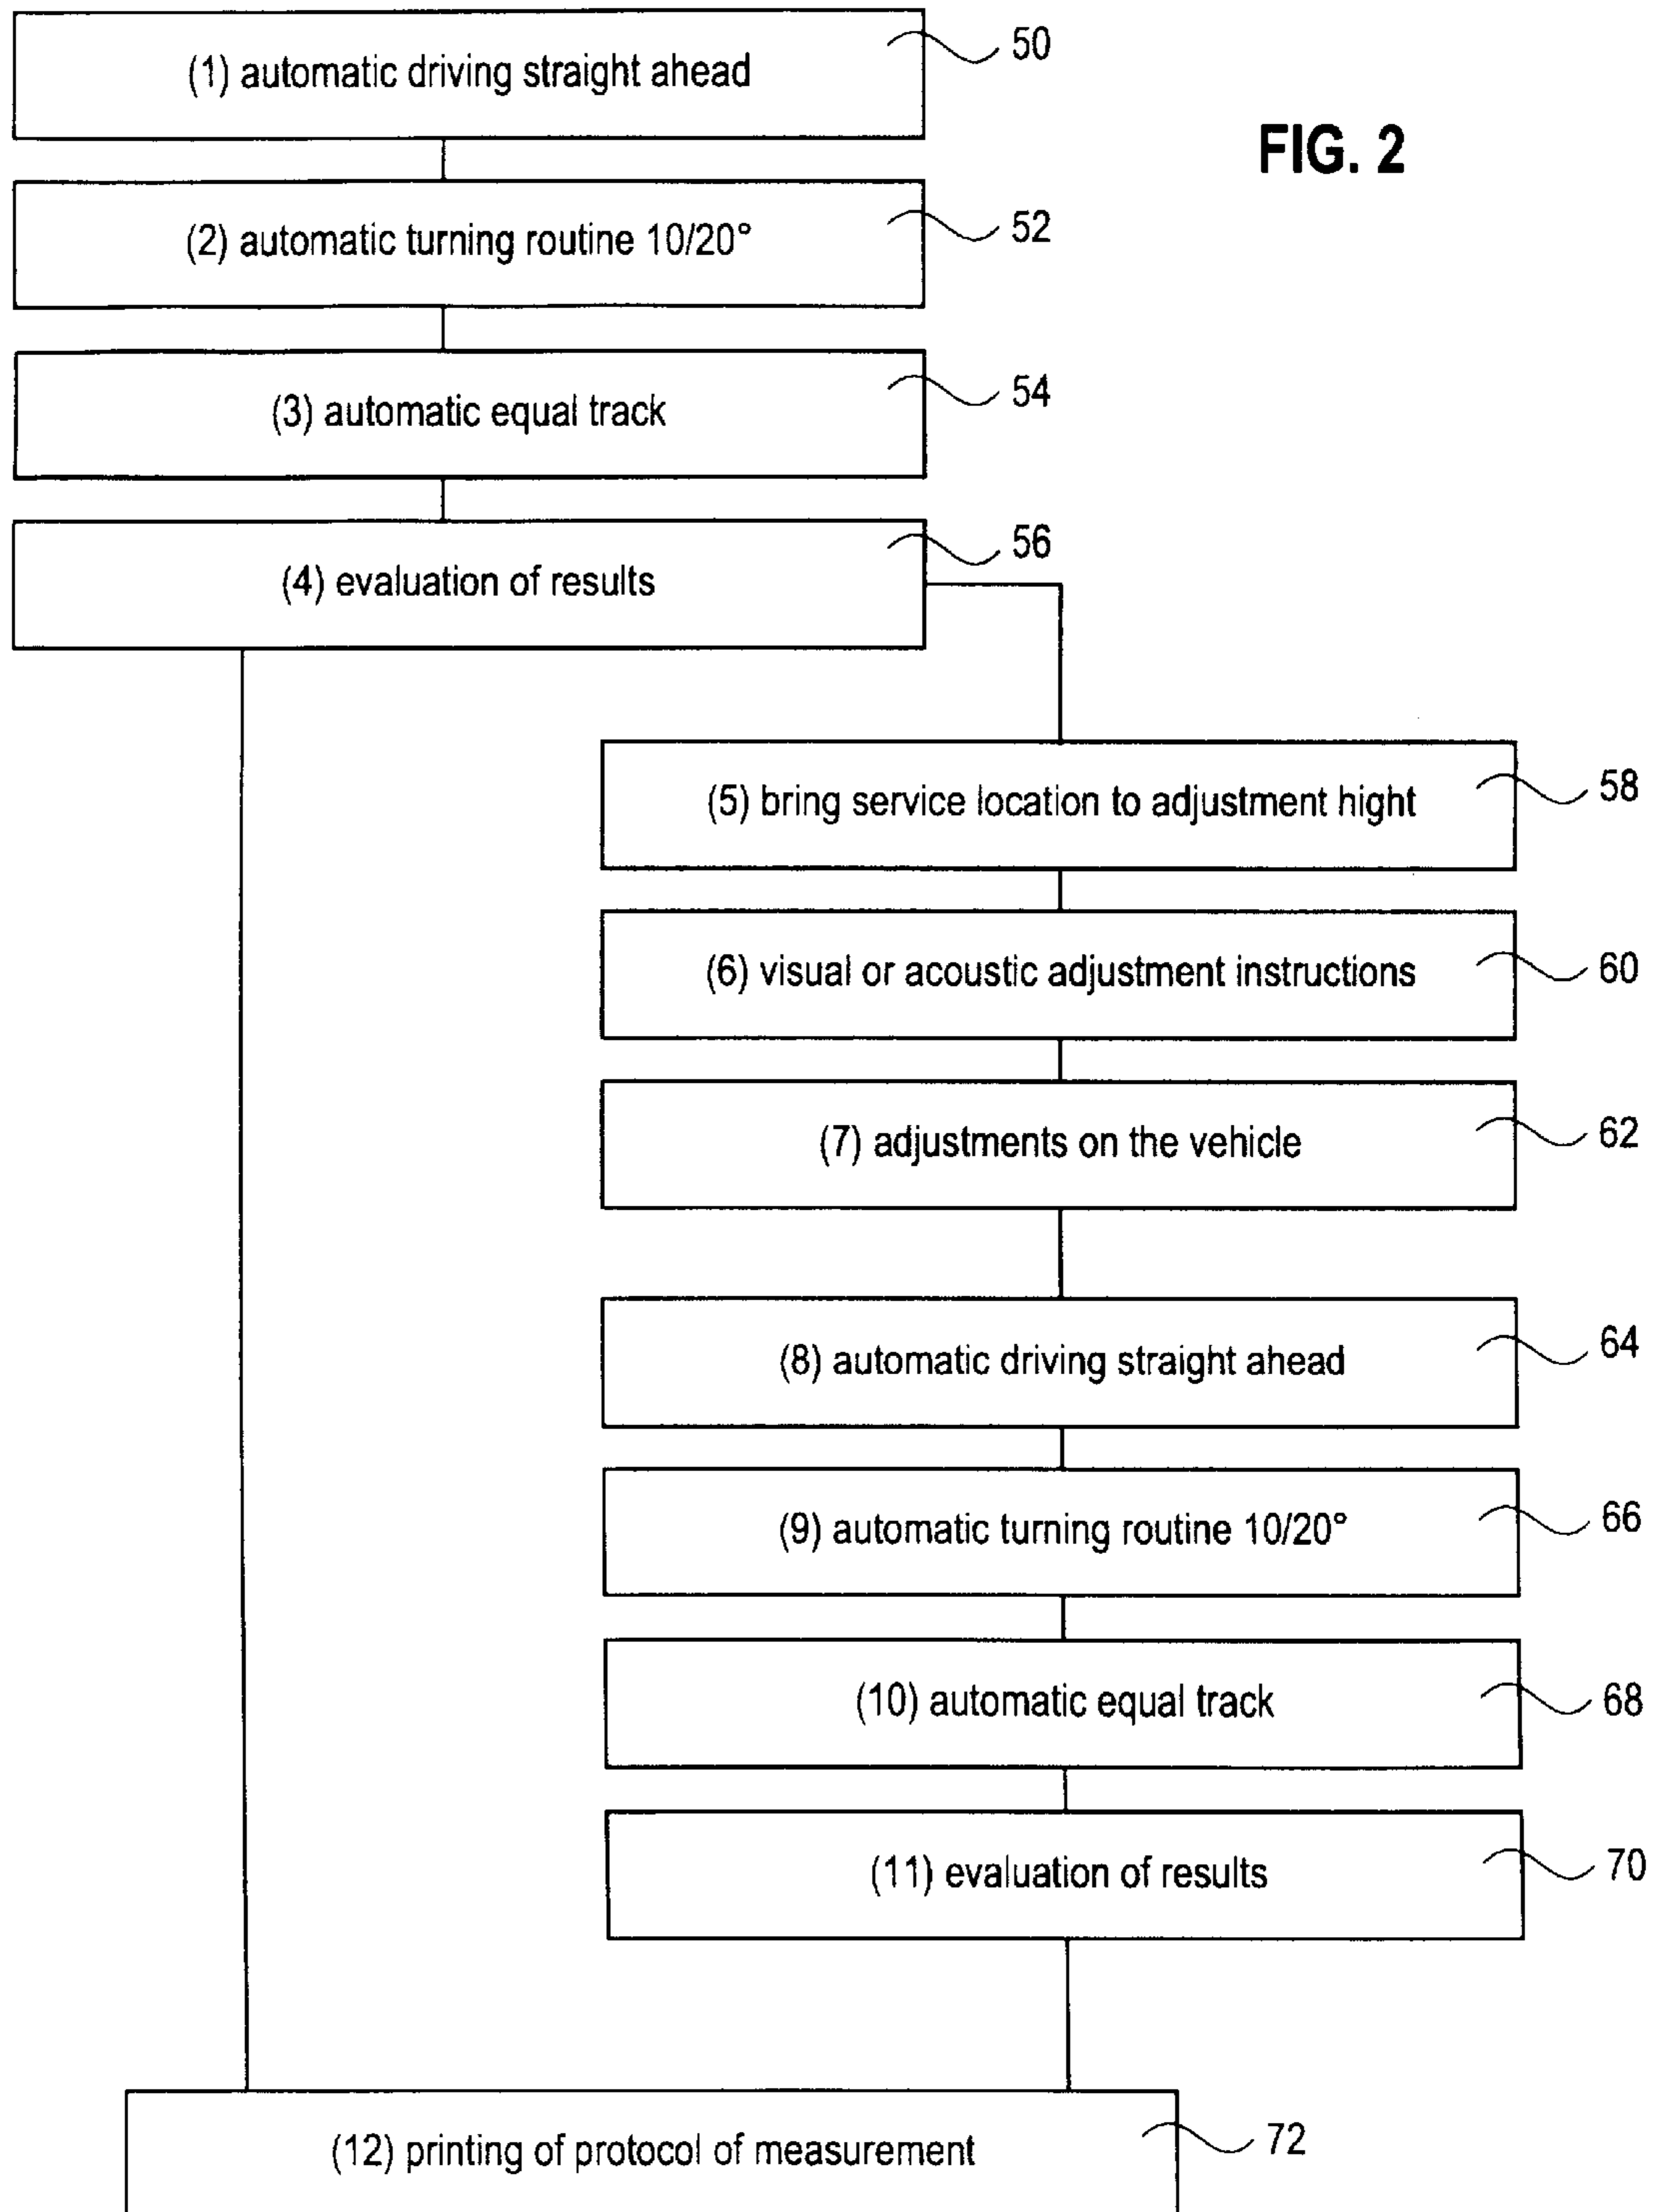 (1) automatic driving straight ahead
50
FIG. 2
(2) automatic turning routine 10/20°
52
(3) automatic equal track
54
(4) evaluation of results
56
(5) bring service location to adjustment hight
58
(6) visual or acoustic adjustment instructions
60
(7) adjustments on the vehicle
62
(8) automatic driving straight ahead
64
(9) automatic turning routine 10/20°
66
(10) automatic equal track
68
(11) evaluation of results
70
(12) printing of protocol of measurement
72